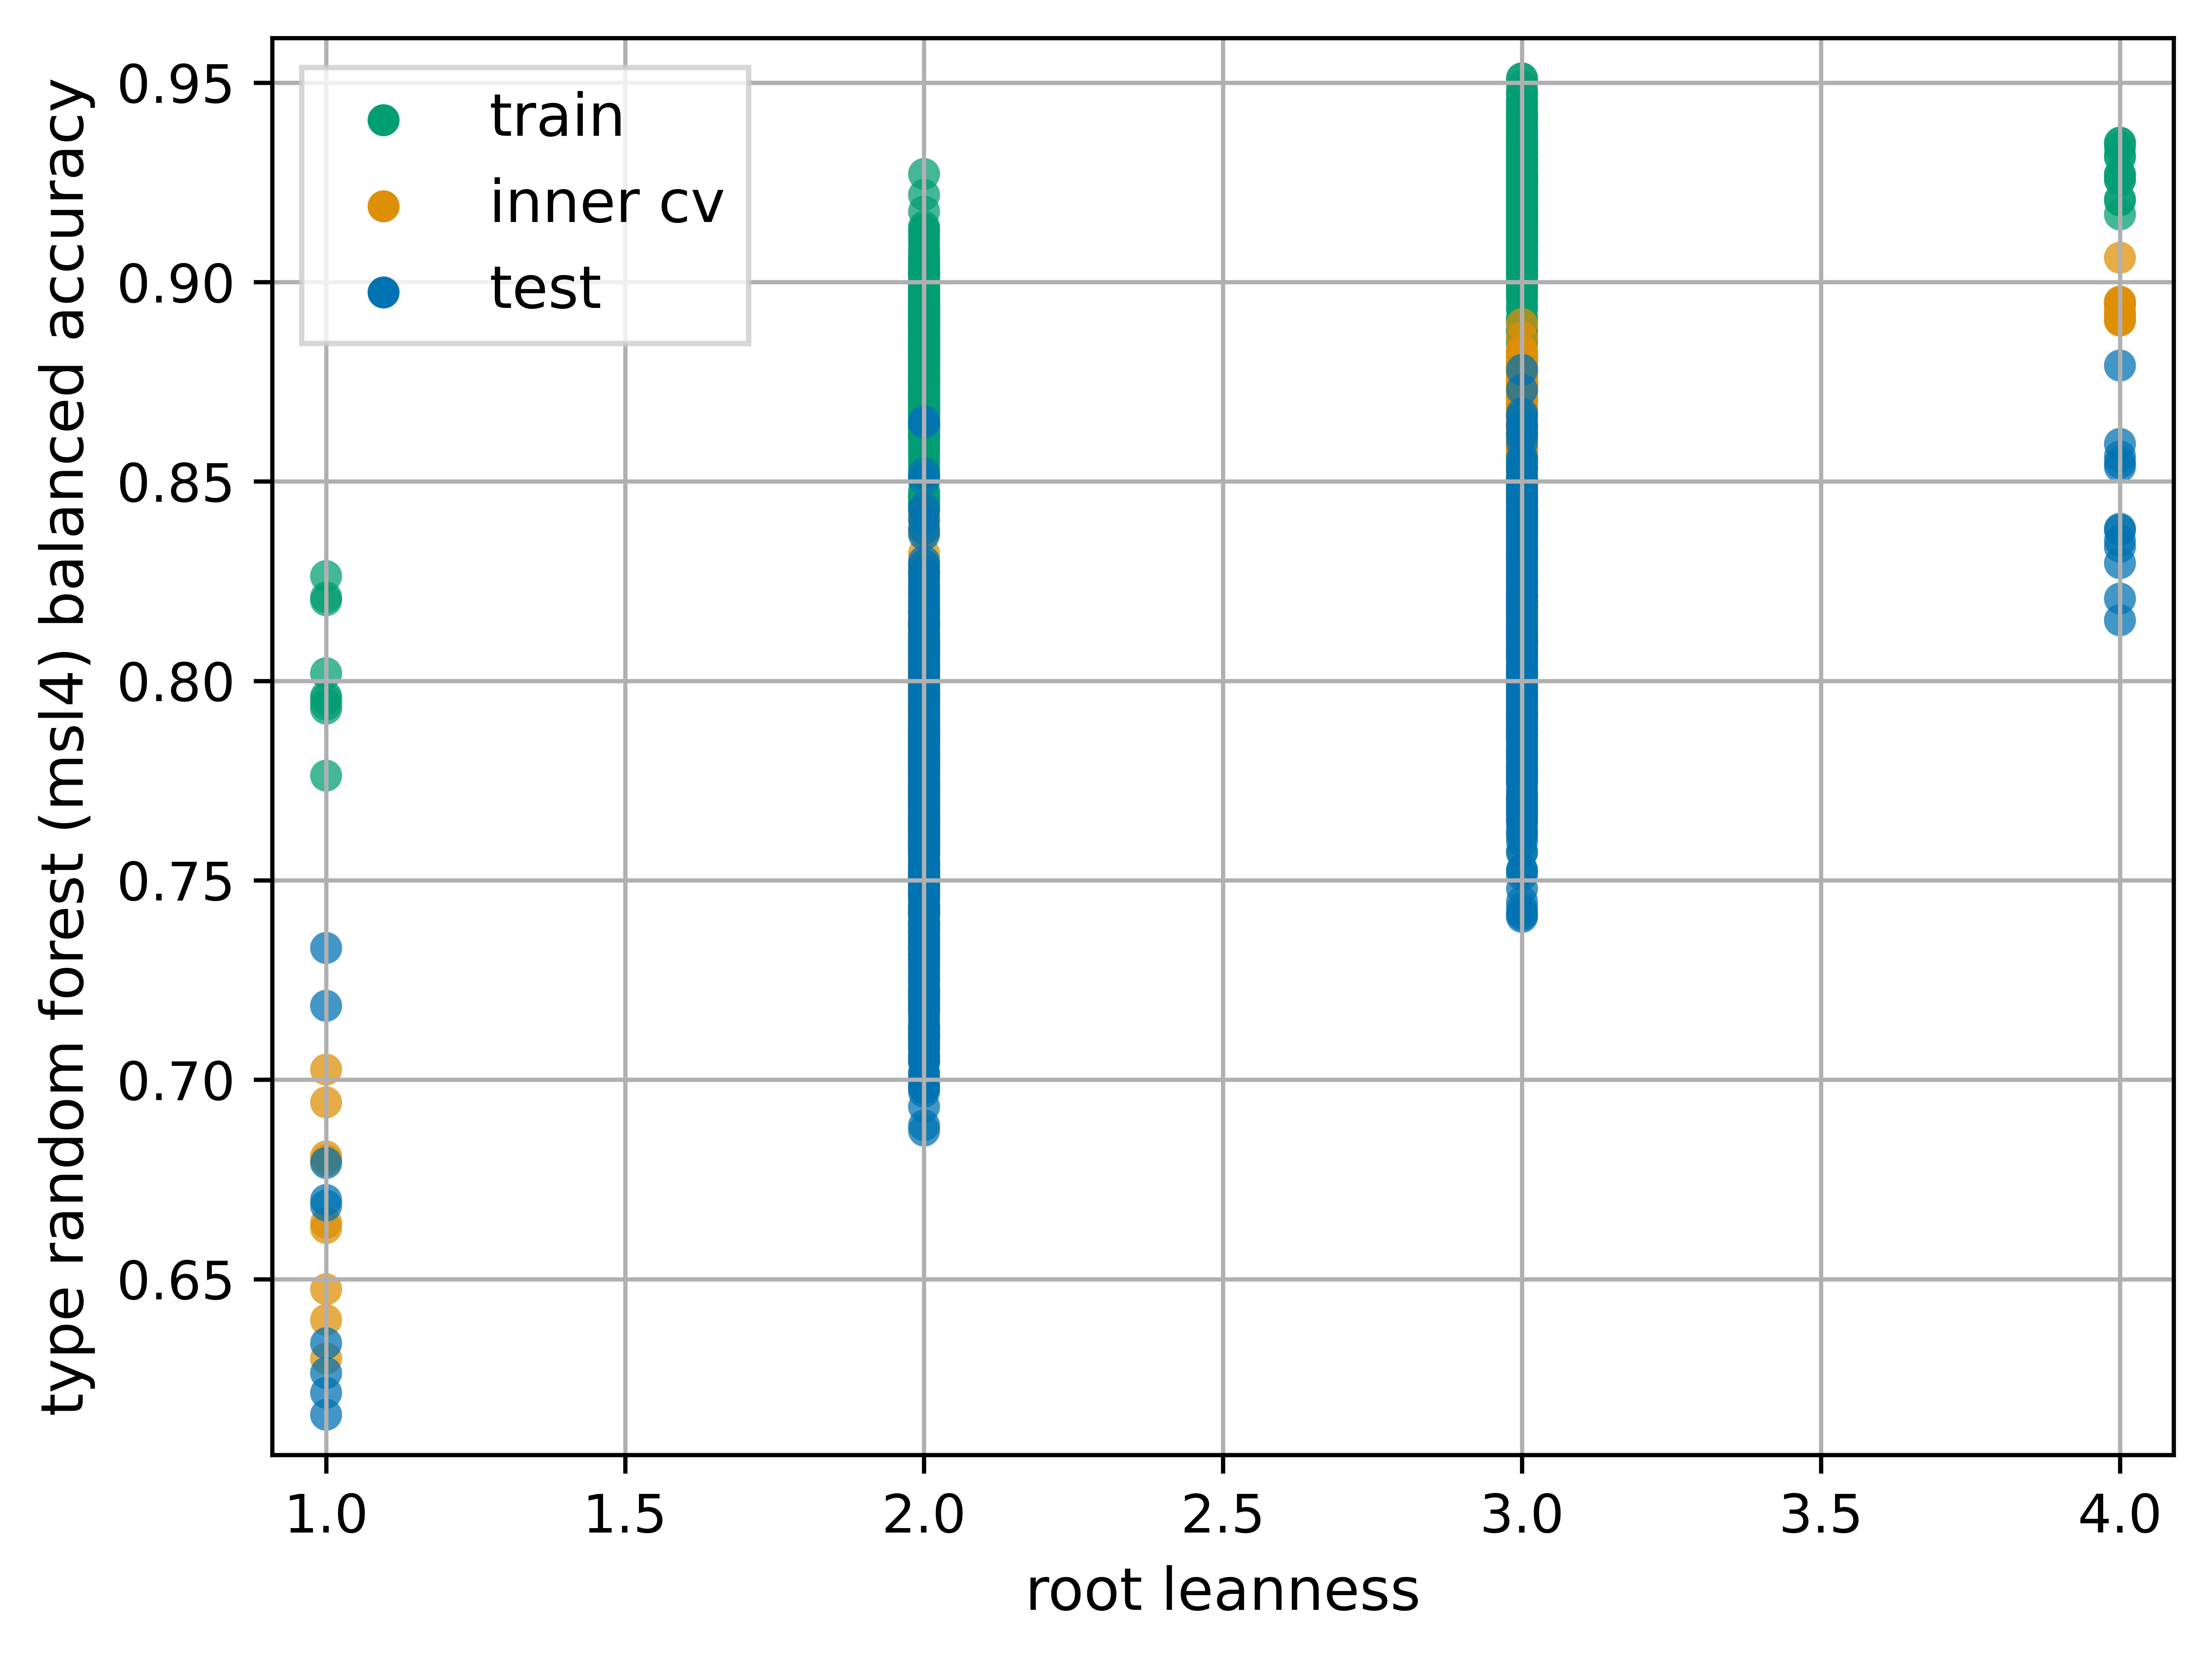 type random forest (msl4) balanced accuracy
0.95
0.90
0.85
0.80
0.75
0.70
0.65
train
inner cv
test
1.0 1.5 2.0 2.5 3.0 3.5 4.0
root leanness